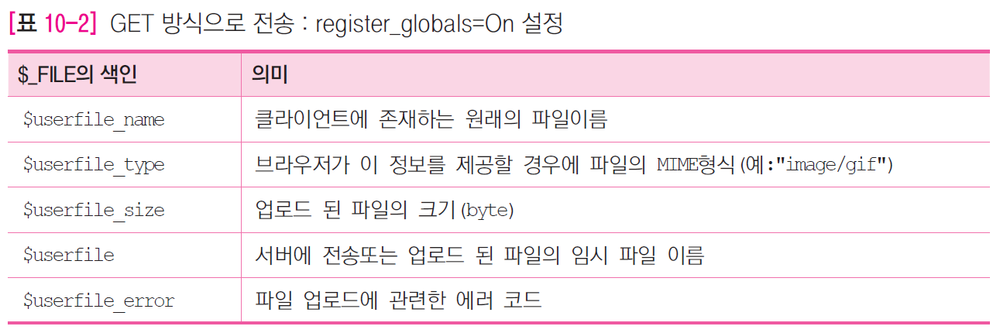 [표 10-2] GET 방식으로 전송 : register_globals=On 설정
$_FILE의 색인 의미
$userfile_name 클라이언트에 존재하는 원래의 파일이름
$userfile_type 브라우저가 이 정보를 제공할 경우에 파일의 MIME형식(예:"image/gif")
$userfile_size 업로드 된 파일의 크기(byte)
$userfile 서버에 전송또는 업로드 된 파일의 임시 파일 이름
$userfile_error 파일 업로드에 관련한 에러 코드